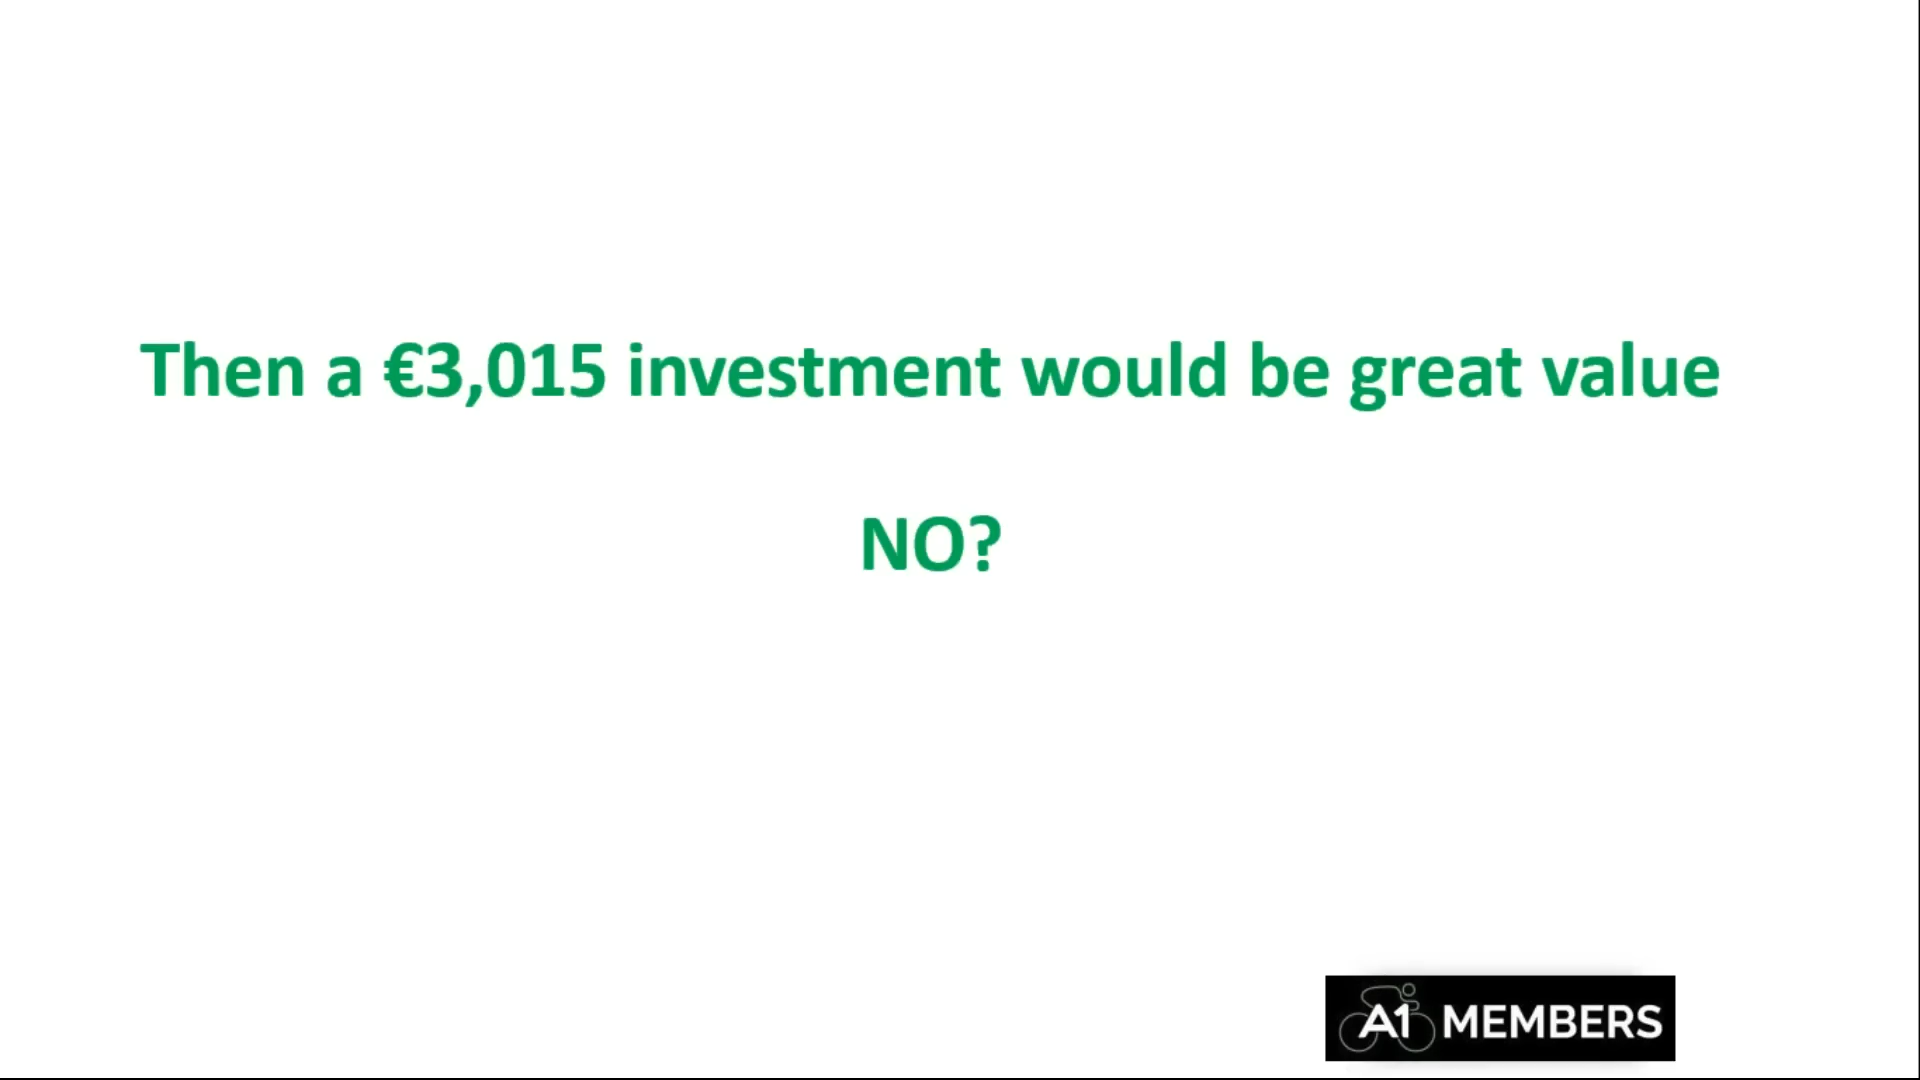 Then a €3,015 investment would be great value
NO?
A1 MEMBERS